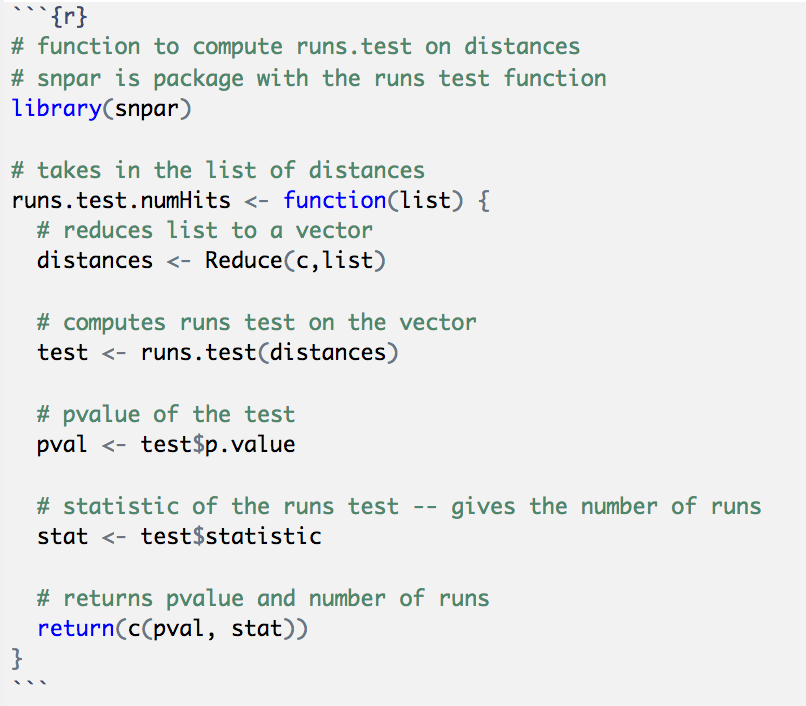 ```{r}
# function to compute runs.test on distances
# snpar is package with the runs test function
library(snpar)

# takes in the list of distances
runs.test.numHits <- function(list) {
  # reduces list to a vector
  distances <- Reduce(c,list)

  # computes runs test on the vector
  test <- runs.test(distances)

  # pvalue of the test
  pval <- test$p.value

  # statistic of the runs test -- gives the number of runs
  stat <- test$statistic

  # returns pvalue and number of runs
  return(c(pval, stat))
}
```